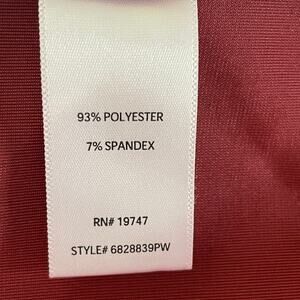 93% POLYESTER
7% SPANDEX
RN# 19747
STYLE# 6828839PW